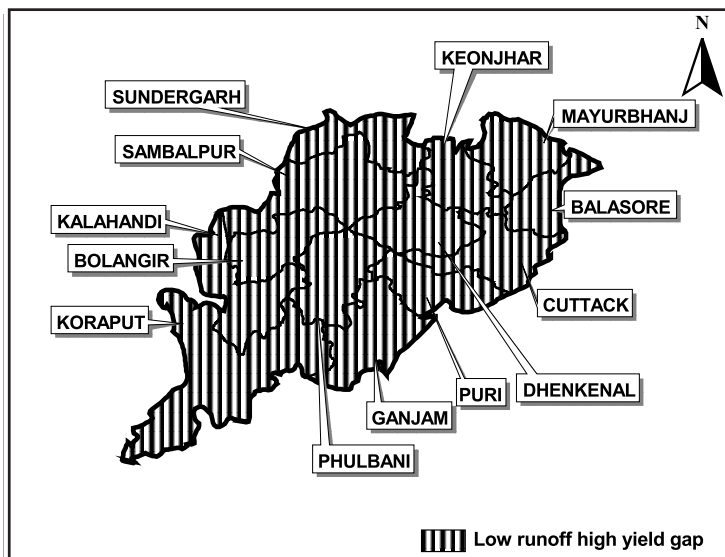 N
KEONJHAR
SUNDERGARH
MAYURBHANJ
SAMBALPUR
BALASORE
KALAHANDI
BOLANGIR
CUTTACK
KORAPUT
DHENKENAL
PURI
GANJAM
PHULBANI
Low runoff high yield gap